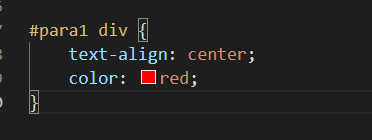 #para1 div {
text-align: center;
color: red;
}